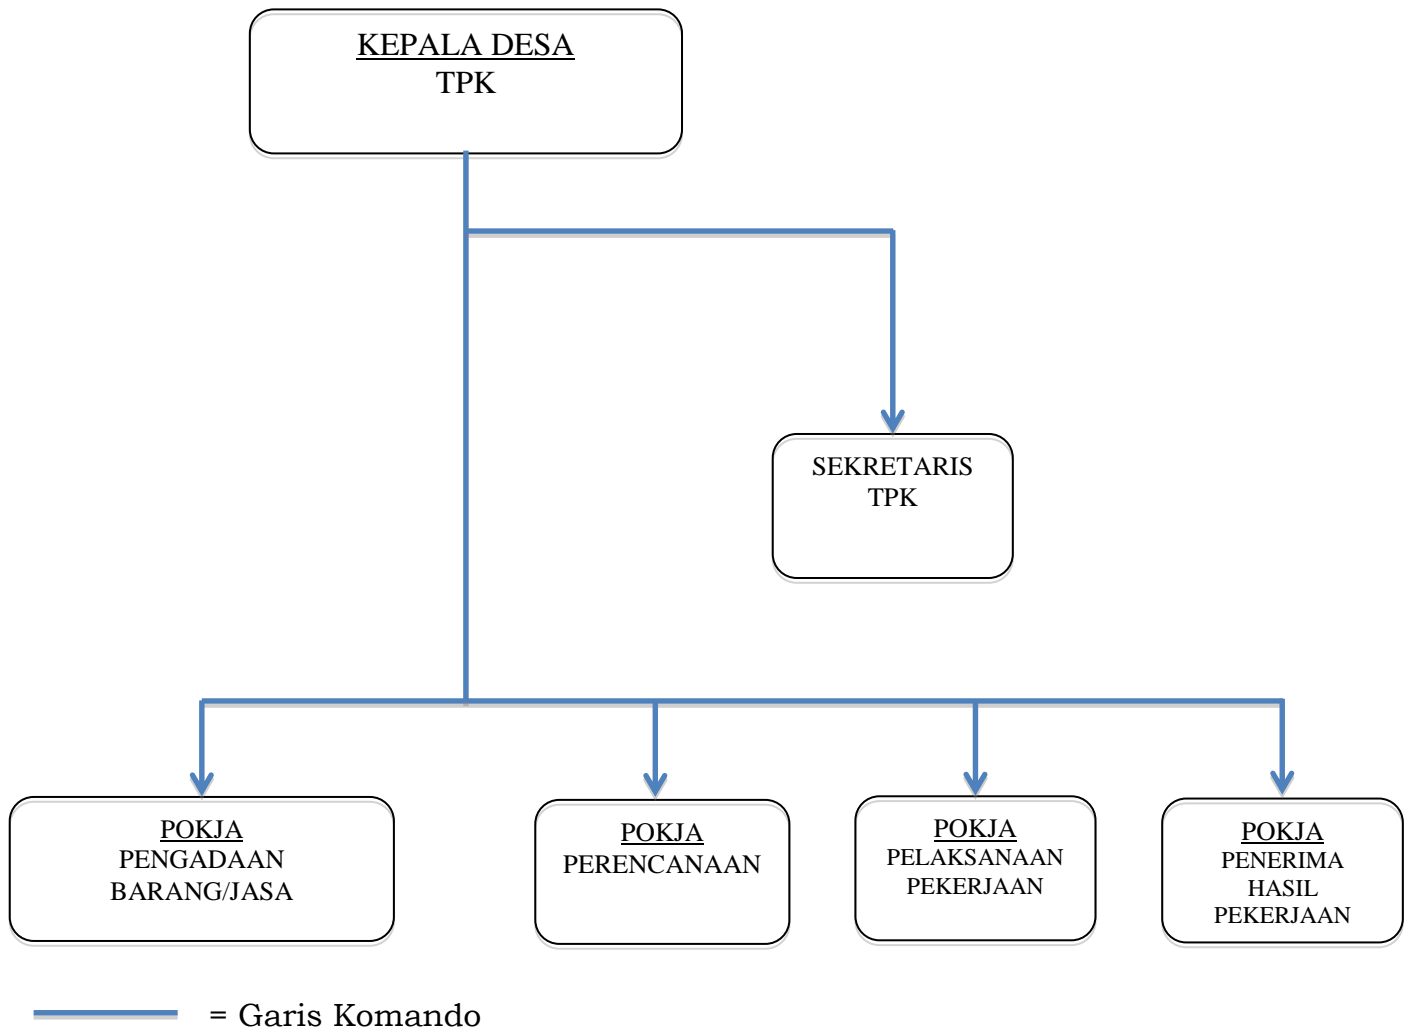 KEPALA DESA
TPK
SEKRETARIS
TPK
POKJA
PENGADAAN
BARANG/JASA
POKJA
PERENCANAAN
POKJA
PELAKSANAAN
PEKERJAAN
POKJA
PENERIMA
HASIL
PEKERJAAN
= Garis Komando